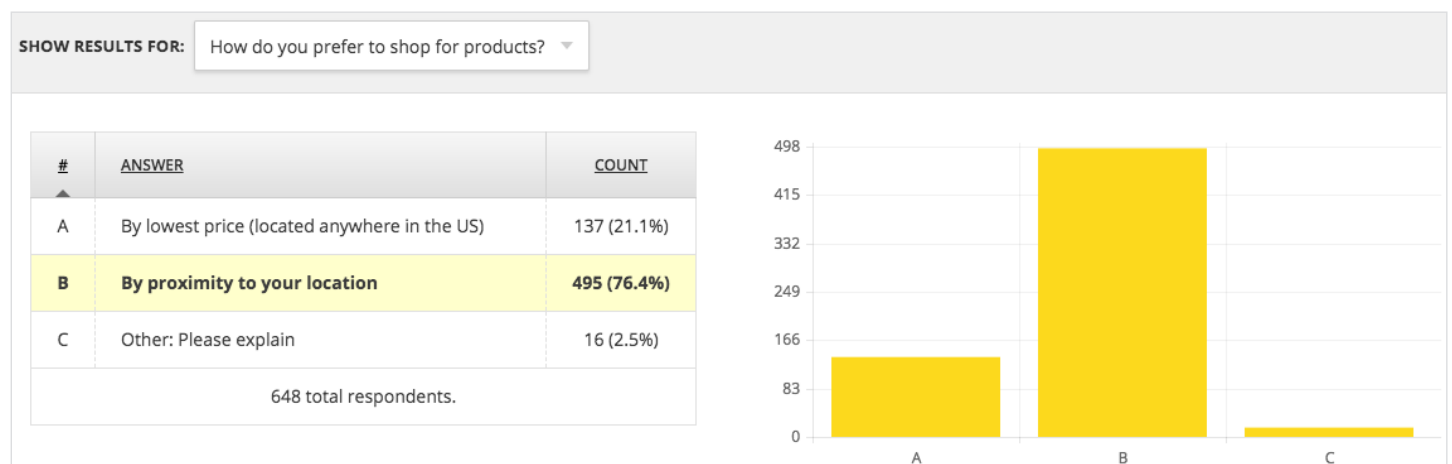 SHOW RESULTS FOR: How do you prefer to shop for products?
# ANSWER COUNT
A By lowest price (located anywhere in the US) 137 (21.1%)
B By proximity to your location 495 (76.4%)
C Other: Please explain 16 (2.5%)
648 total respondents.
498
415
332
249
166
83
0
A B C